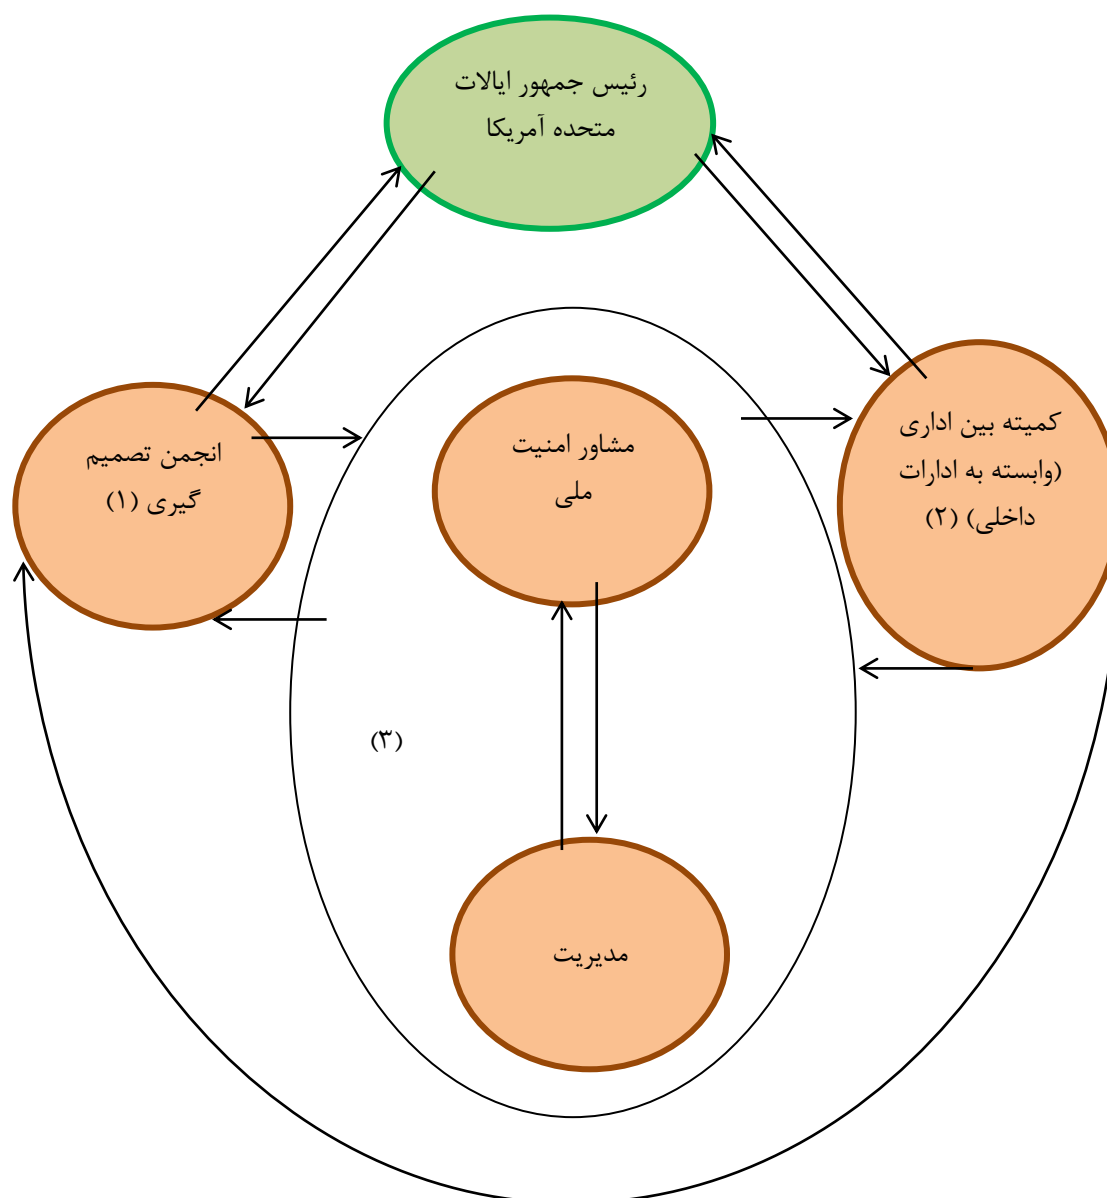 رئیس جمهور ایالات
متحده آمریکا
کمیته بین اداری
(وابسته به ادارات
داخلی) (۲)
مشاور امنیت
ملی
انجمن تصمیم
گیری (۱)
(۳)
مدیریت